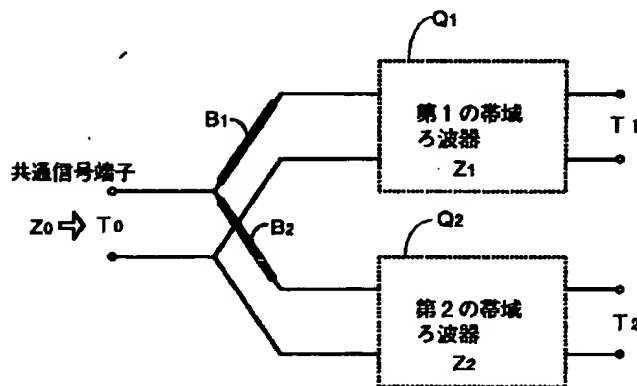 Q1
第1の帯域
ろ波器
Z1
T1
B1
共通信号端子
Z0⇨ T0
B2
Q2
第2の帯域
ろ波器
Z2
T2